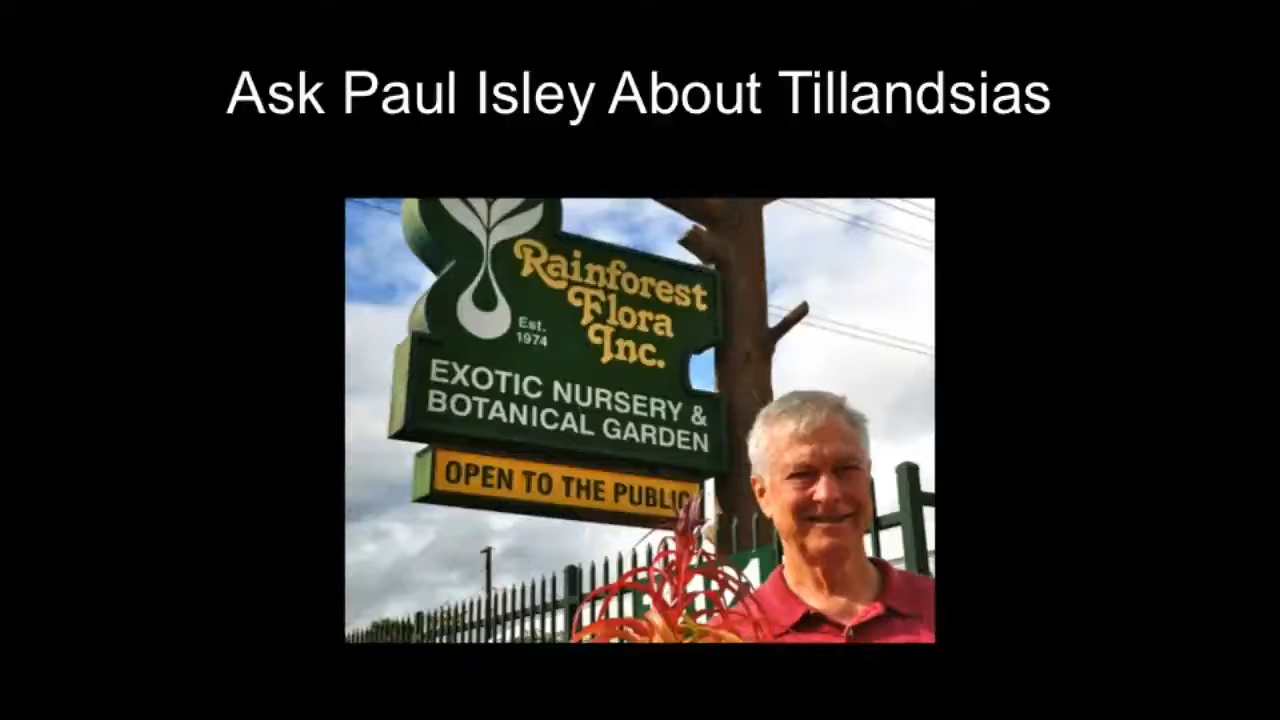 Ask Paul Isley About Tillandsias
Rainforest
Flora
Inc.
Est.
1974
EXOTIC NURSERY &
BOTANICAL GARDEN
OPEN TO THE PUBLIC